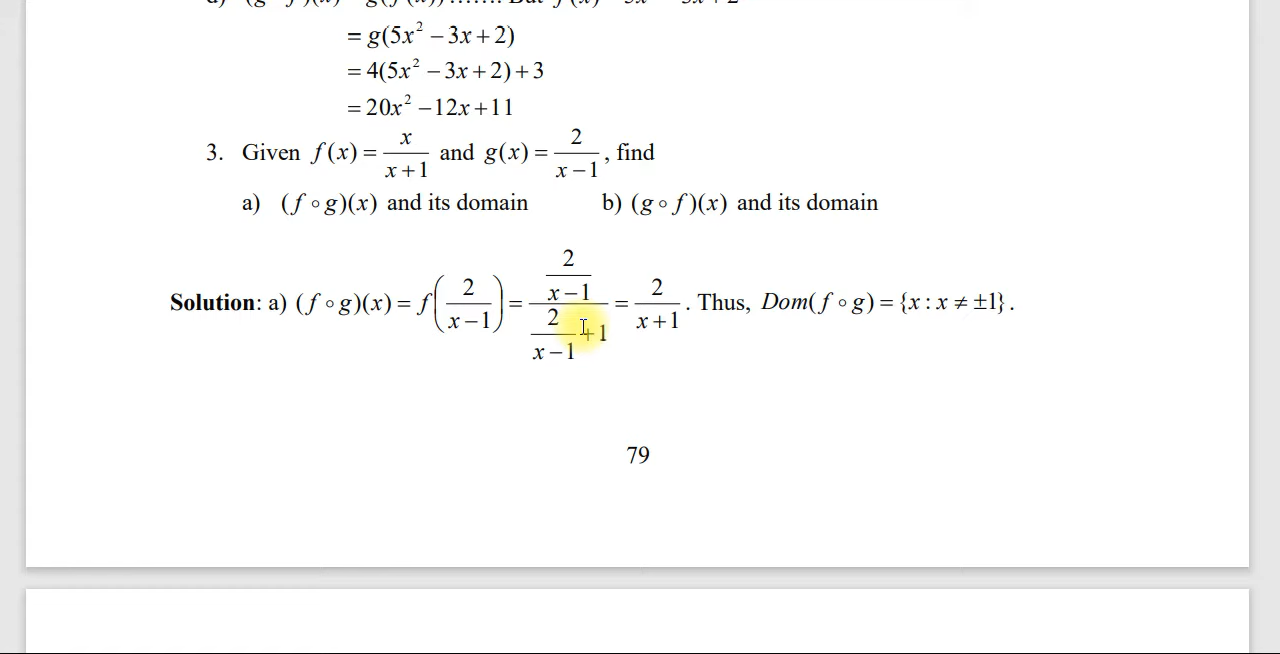 = g(5x² − 3x + 2)
= 4(5x² − 3x + 2) + 3
= 20x² − 12x + 11
3. Given f(x) = x/(x+1) and g(x) = 2/(x−1), find
a) (f ∘ g)(x) and its domain b) (g ∘ f)(x) and its domain
Solution: a) (f ∘ g)(x) = f(2/(x−1)) = (2/(x−1))/(2/(x−1) + 1) = 2/(x+1). Thus, Dom(f ∘ g) = {x : x ≠ ±1}.
79